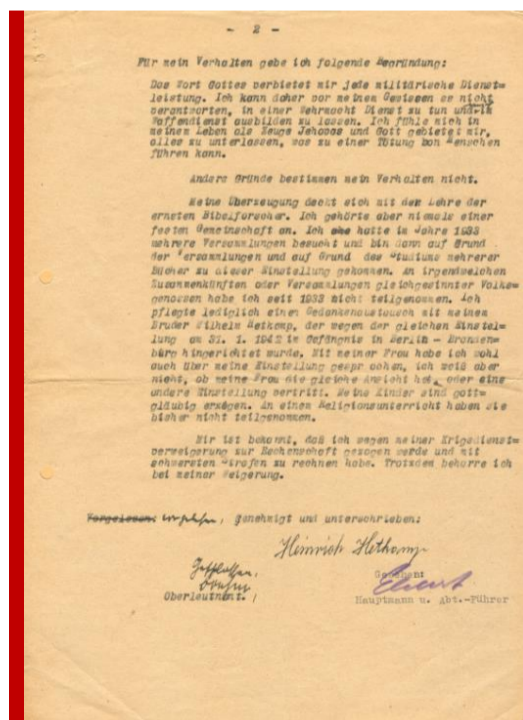 - 2 -
Für mein Verhalten gebe ich folgende Begründung:
Das Wort Gottes verbietet mir jede militärische Dienst=
leistung. Ich kann daher vor meinem Gewissen es nicht
verantworten, in einer Wehrmacht Dienst zu tun und
Waffendienst ausbilden zu lassen. Ich fühle mich in
meinem Leben als Zeuge Jehovas und Gott gebietet mir,
alles zu unterlassen, was zu einer Tötung von Menschen
führen kann.
Andere Gründe bestimmen mein Verhalten nicht.
Meine Überzeugung deckt sich mit der Lehre der
ernsten Bibelforscher. Ich gehörte aber niemals einer
festen Gemeinschaft an. Ich hatte im Jahre 1933
mehrere Versammlungen besucht und bin dann auf Grund
der Versammlungen und auf Grund des Studiums mehrerer
Bücher zu dieser Einstellung gekommen. An irgendwelchen
Zusammenkünften oder Versammlungen gleichgesinnter Volks=
genossen habe ich seit 1933 nicht teilgenommen. Ich
pflegte lediglich einen Gedankenaustausch mit meinem
Bruder Wilhelm Hetkamp, der wegen der gleichen Einstel=
lung am 31. 1. 1942 im Gefängnis in Berlin - Branden=
burg hingerichtet wurde. Mit meiner Frau habe ich wohl
auch über meine Einstellung gesprochen, ich weiß aber
nicht, ob meine Frau die gleiche Ansicht hat, oder eine
andere Einstellung vertritt. Meine Kinder sind gott=
gläubig erzogen. An einem Religionsunterricht haben sie
bisher nicht teilgenommen.
Mir ist bekannt, daß ich wegen meiner Krigsdienst=
verweigerung zur Rechenschaft gezogen werde und mit
schwersten Strafen zu rechnen habe. Trotzdem beharre ich
bei meiner Weigerung.
Vorgelesen, genehmigt und unterschrieben:
Heinrich Hetkamp
Geschlossen:
Gesehen:
Oberleutnant.
Hauptmann u. Abt.-Führer